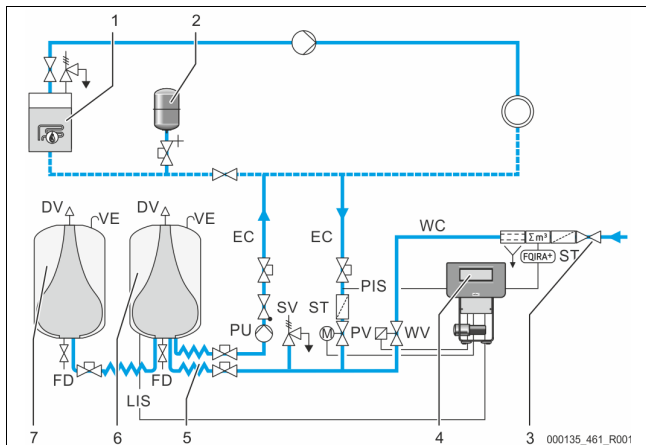 1
2
DV
VE
DV
VE
EC
EC
WC
Σm³
FQIRA+
ST
PIS
SV
ST
PU
M
PV
WV
FD
FD
LIS
7
6
5
4
3
000135_461_R001